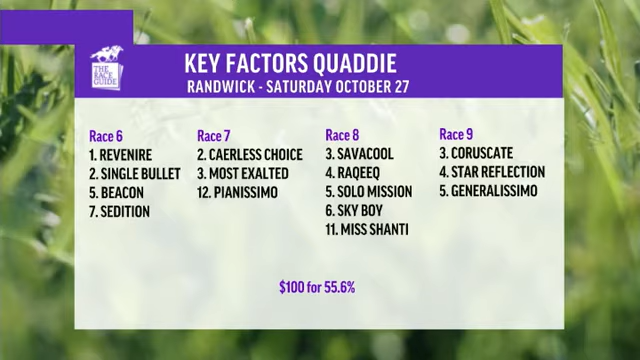 THE
RACE
GUIDE
KEY FACTORS QUADDIE
RANDWICK - SATURDAY OCTOBER 27
Race 6
1. REVENIRE
2. SINGLE BULLET
5. BEACON
7. SEDITION
Race 7
2. CAERLESS CHOICE
3. MOST EXALTED
12. PIANISSIMO
Race 8
3. SAVACOOL
4. RAQEEQ
5. SOLO MISSION
6. SKY BOY
11. MISS SHANTI
Race 9
3. CORUSCATE
4. STAR REFLECTION
5. GENERALISSIMO
$100 for 55.6%